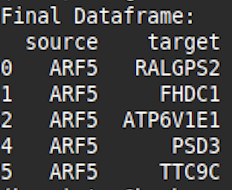 Final Dataframe:
source target
0 ARF5 RALGPS2
1 ARF5 FHDC1
2 ARF5 ATP6V1E1
4 ARF5 PSD3
5 ARF5 TTC9C